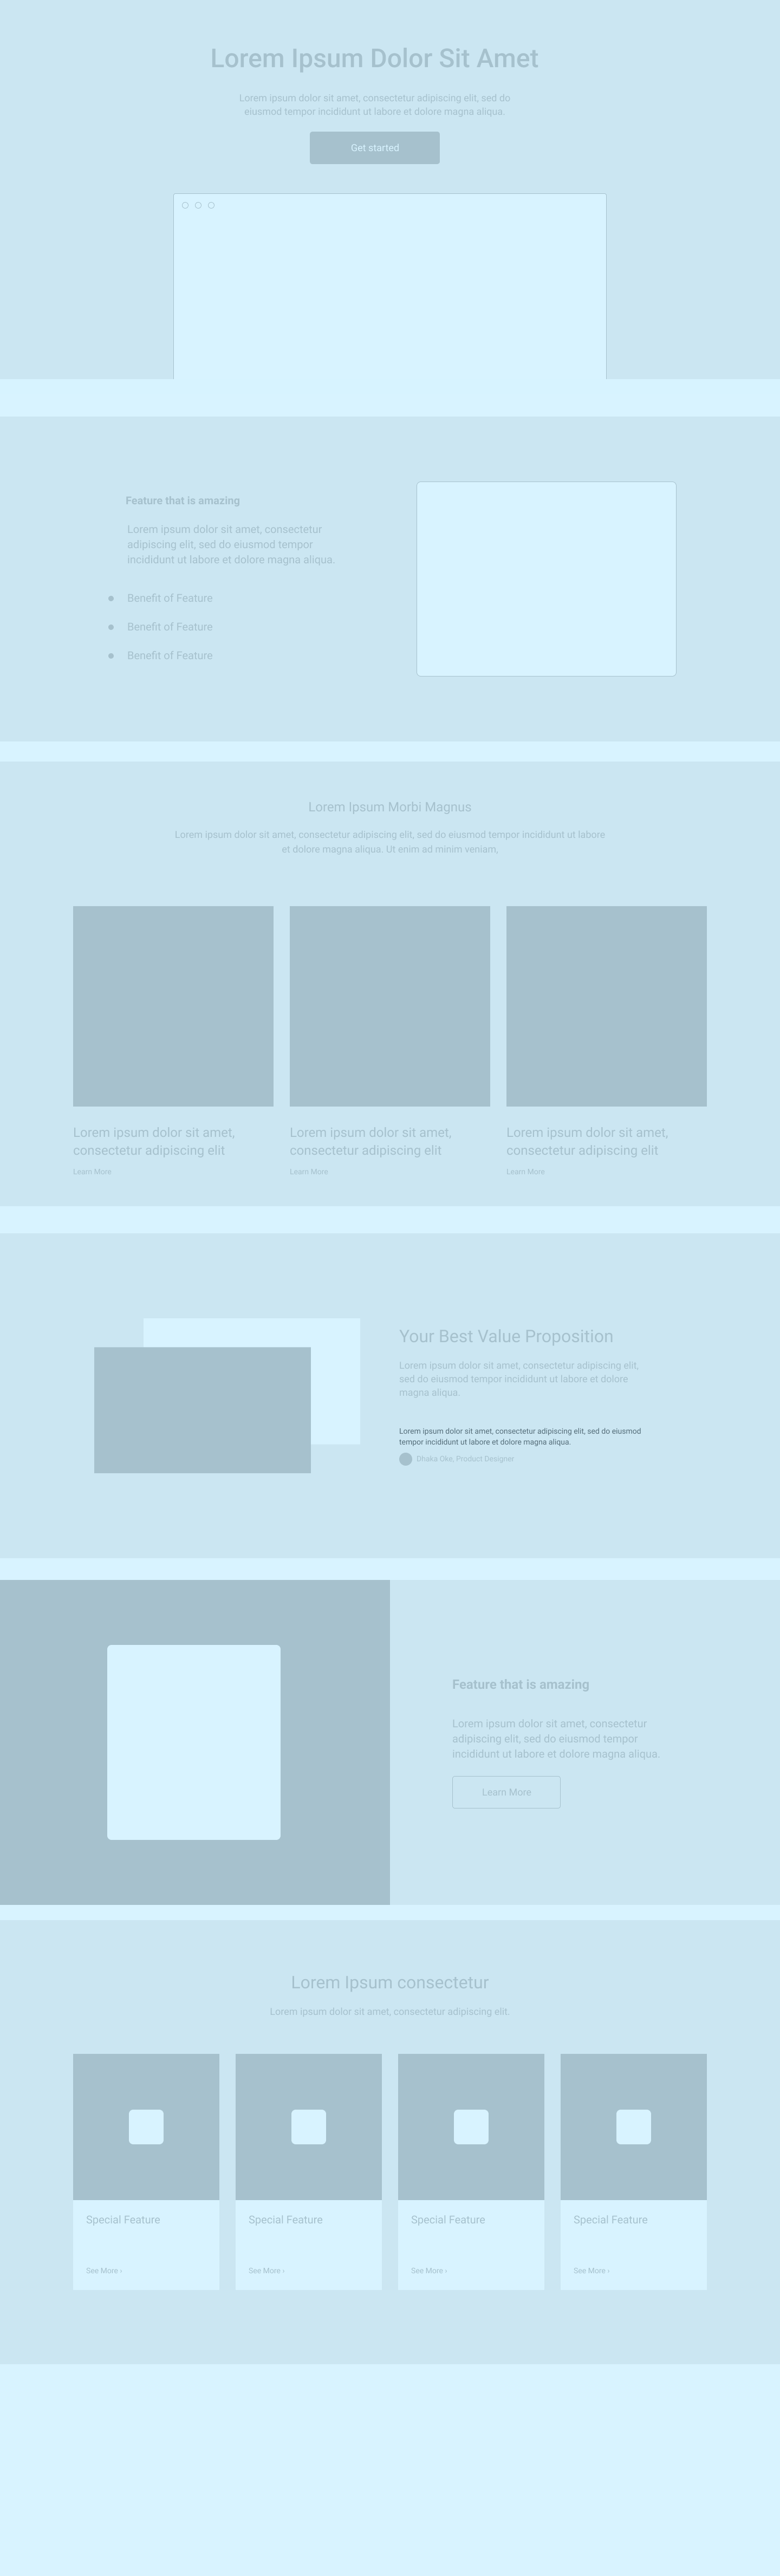 Lorem Ipsum Dolor Sit Amet
Lorem ipsum dolor sit amet, consectetur adipiscing elit, sed do
eiusmod tempor incididunt ut labore et dolore magna aliqua.
Get started
Feature that is amazing
Lorem ipsum dolor sit amet, consectetur
adipiscing elit, sed do eiusmod tempor
incididunt ut labore et dolore magna aliqua.
Benefit of Feature
Benefit of Feature
Benefit of Feature
Lorem Ipsum Morbi Magnus
Lorem ipsum dolor sit amet, consectetur adipiscing elit, sed do eiusmod tempor incididunt ut labore
et dolore magna aliqua. Ut enim ad minim veniam,
Lorem ipsum dolor sit amet,
consectetur adipiscing elit
Learn More
Lorem ipsum dolor sit amet,
consectetur adipiscing elit
Learn More
Lorem ipsum dolor sit amet,
consectetur adipiscing elit
Learn More
Your Best Value Proposition
Lorem ipsum dolor sit amet, consectetur adipiscing elit,
sed do eiusmod tempor incididunt ut labore et dolore
magna aliqua.
Lorem ipsum dolor sit amet, consectetur adipiscing elit, sed do eiusmod
tempor incididunt ut labore et dolore magna aliqua.
Dhaka Oke, Product Designer
Feature that is amazing
Lorem ipsum dolor sit amet, consectetur
adipiscing elit, sed do eiusmod tempor
incididunt ut labore et dolore magna aliqua.
Learn More
Lorem Ipsum consectetur
Lorem ipsum dolor sit amet, consectetur adipiscing elit.
Special Feature
See More ›
Special Feature
See More ›
Special Feature
See More ›
Special Feature
See More ›